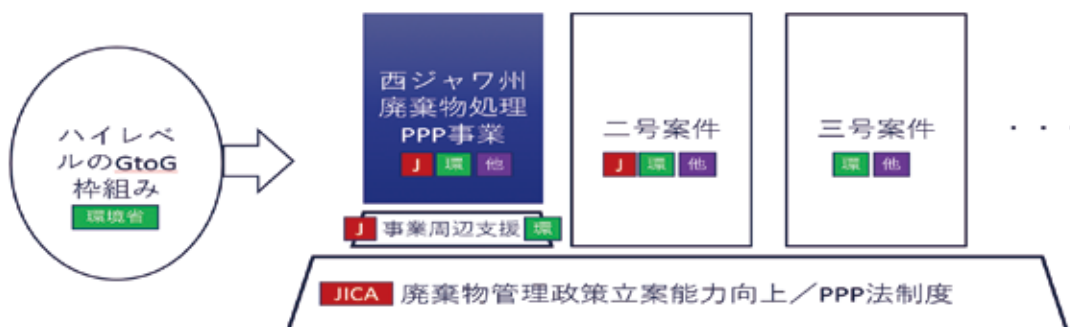 ハイレベ
ルのGtoG
枠組み
環境省
西ジャワ州
廃棄物処理
PPP事業
J 環 他
J 事業周辺支援 環
二号案件
J 環 他
三号案件
環 他
・・・
JICA 廃棄物管理政策立案能力向上／PPP法制度